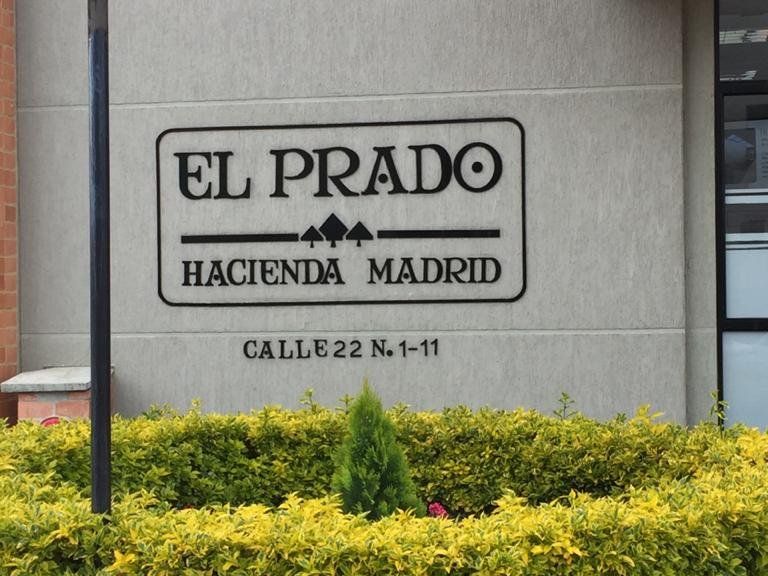 EL PRADO
HACIENDA MADRID
CALLE 22 N. 1-11